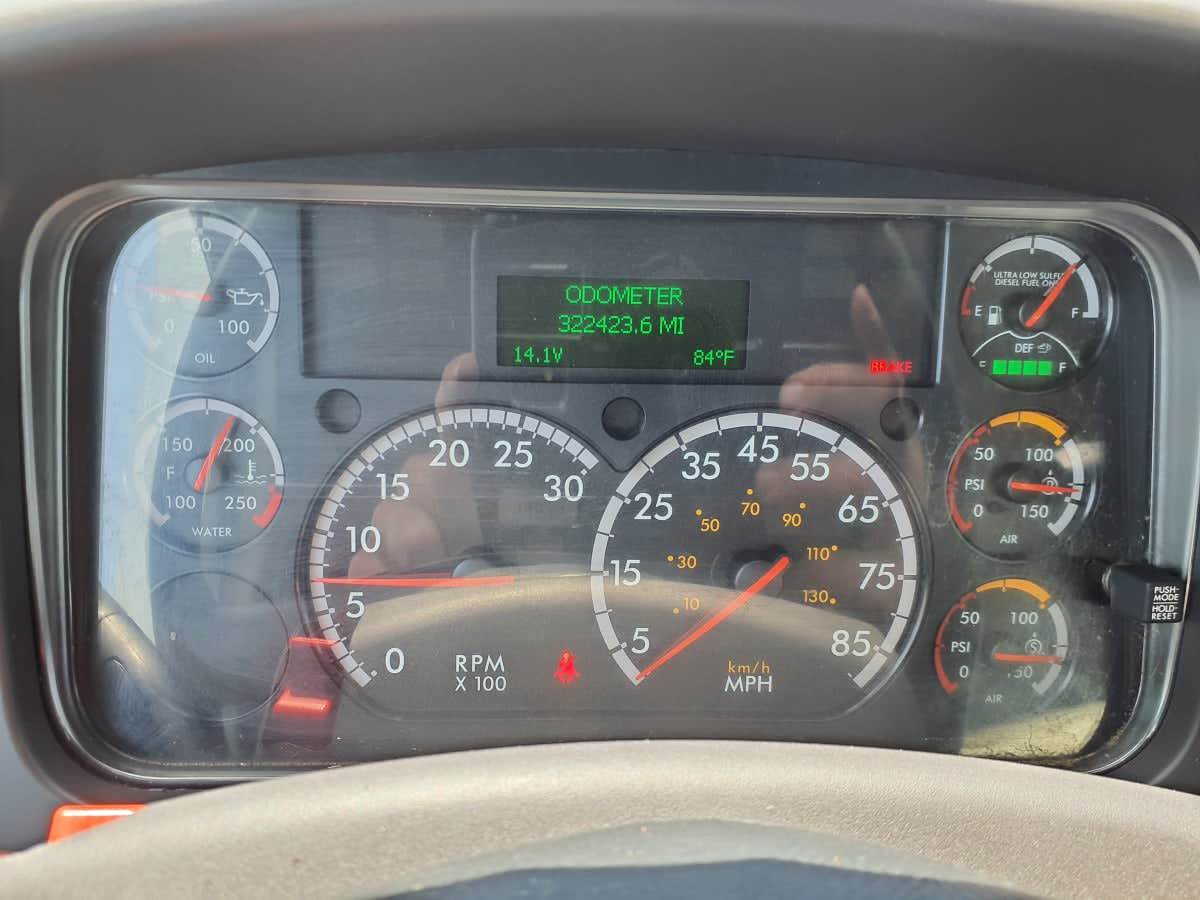 ODOMETER
322423.6 MI
14.1V 84°F
BRAKE
50
PSI
0 100
OIL
150 200
F
100 250
WATER
0 5 10 15 20 25 30
RPM
X 100
5 15 25 35 45 55 65 75 85
10 30 50 70 90 110 130
km/h
MPH
ULTRA LOW SULFUR
DIESEL FUEL ONLY
E F
DEF
F
50 100
PSI
0 150
AIR
50 100
PSI
0 150
AIR
PUSH-
MODE
HOLD-
RESET